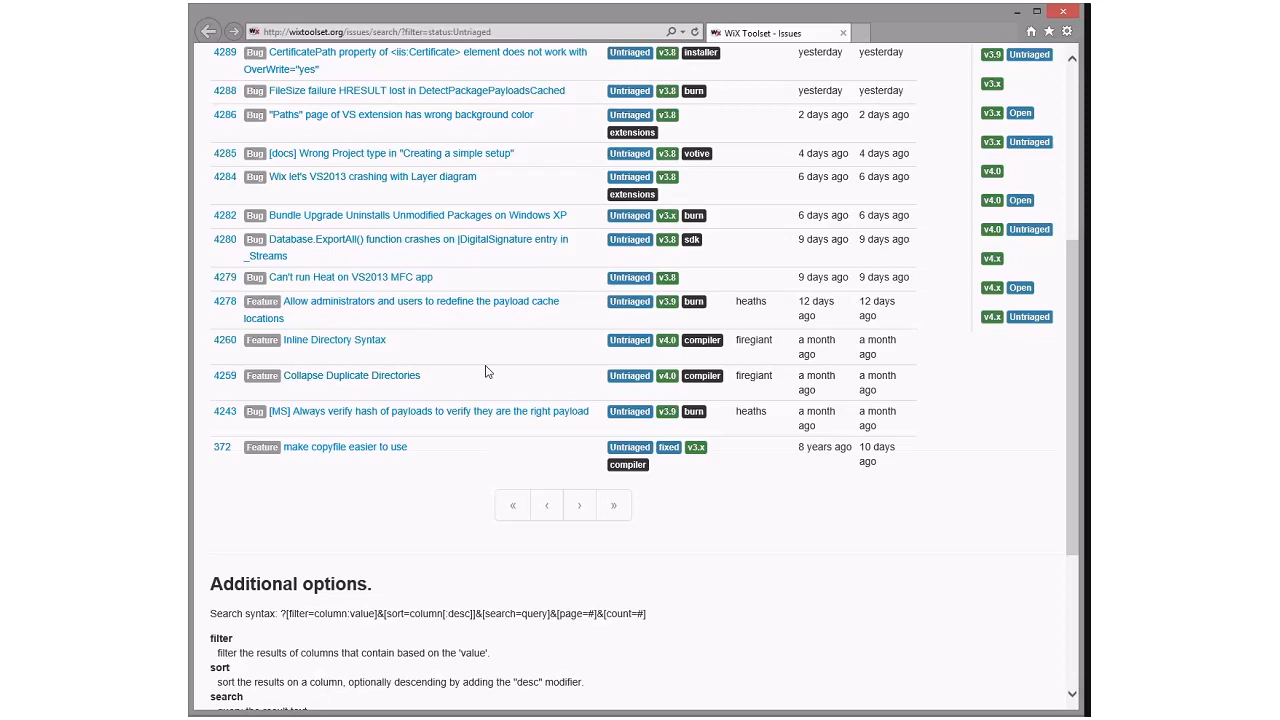 http://wixtoolset.org/issues/search/?filter=status:Untriaged
WiX Toolset - Issues
4289 Bug CertificatePath property of <iis:Certificate> element does not work with Untriaged v3.8 installer yesterday yesterday
OverWrite="yes"
4288 Bug FileSize failure HRESULT lost in DetectPackagePayloadsCached Untriaged v3.8 burn yesterday yesterday
4286 Bug "Paths" page of VS extension has wrong background color Untriaged v3.8 2 days ago 2 days ago
extensions
4285 Bug [docs] Wrong Project type in "Creating a simple setup" Untriaged v3.8 votive 4 days ago 4 days ago
4284 Bug Wix let's VS2013 crashing with Layer diagram Untriaged v3.8 6 days ago 6 days ago
extensions
4282 Bug Bundle Upgrade Uninstalls Unmodified Packages on Windows XP Untriaged v3.x burn 6 days ago 6 days ago
4280 Bug Database.ExportAll() function crashes on |DigitalSignature entry in Untriaged v3.8 sdk 9 days ago 9 days ago
_Streams
4279 Bug Can't run Heat on VS2013 MFC app Untriaged v3.8 9 days ago 9 days ago
4278 Feature Allow administrators and users to redefine the payload cache Untriaged v3.9 burn heaths 12 days 12 days
locations ago ago
4260 Feature Inline Directory Syntax Untriaged v4.0 compiler firegiant a month a month
ago ago
4259 Feature Collapse Duplicate Directories Untriaged v4.0 compiler firegiant a month a month
ago ago
4243 Bug [MS] Always verify hash of payloads to verify they are the right payload Untriaged v3.9 burn heaths a month a month
ago ago
372 Feature make copyfile easier to use Untriaged fixed v3.x 8 years ago 10 days
compiler ago
« ‹ › »
v3.9 Untriaged
v3.x
v3.x Open
v3.x Untriaged
v4.0
v4.0 Open
v4.0 Untriaged
v4.x
v4.x Open
v4.x Untriaged
Additional options.
Search syntax: ?[filter=column:value]&[sort=column[:desc]]&[search=query]&[page=#]&[count=#]
filter
filter the results of columns that contain based on the 'value'.
sort
sort the results on a column, optionally descending by adding the "desc" modifier.
search